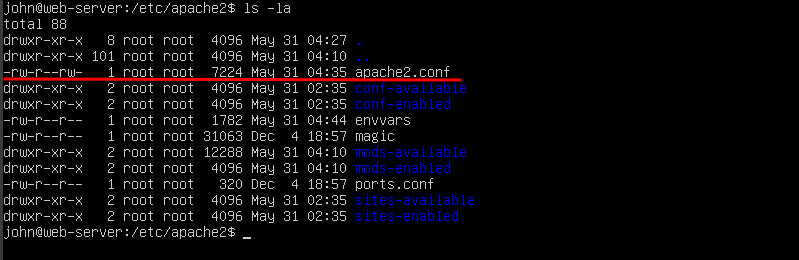 john@web-server:/etc/apache2$ ls -la
total 88
drwxr-xr-x   8 root root  4096 May 31 04:27 .
drwxr-xr-x 101 root root  4096 May 31 04:10 ..
-rw-r--rw-   1 root root  7224 May 31 04:35 apache2.conf
drwxr-xr-x   2 root root  4096 May 31 02:35 conf-available
drwxr-xr-x   2 root root  4096 May 31 02:35 conf-enabled
-rw-r--r--   1 root root  1782 May 31 04:44 envvars
-rw-r--r--   1 root root 31063 Dec  4 18:57 magic
drwxr-xr-x   2 root root 12288 May 31 04:10 mods-available
drwxr-xr-x   2 root root  4096 May 31 04:10 mods-enabled
-rw-r--r--   1 root root   320 Dec  4 18:57 ports.conf
drwxr-xr-x   2 root root  4096 May 31 02:35 sites-available
drwxr-xr-x   2 root root  4096 May 31 02:35 sites-enabled
john@web-server:/etc/apache2$ _